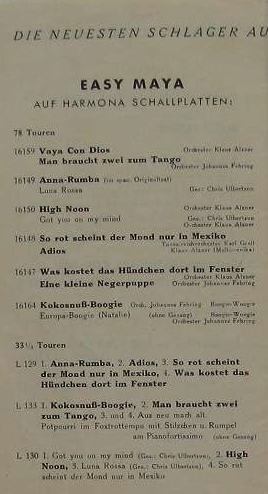 DIE NEUESTEN SCHLAGER AU
EASY MAYA
AUF HARMONA SCHALLPLATTEN:
78 Touren
16159 Vaya Con Dios Orchester Klaus Alzner
Man braucht zwei zum Tango
Orchester Johannes Fehring
16149 Anna-Rumba (im span. Originaltext)
Luna Rossa Ges: Chris Ulbertson
16150 High Noon Orchester Klaus Alzner
Got you on my mind Ges.: Chris Ulbertson
Orchester Klaus Alzner
16148 So rot scheint der Mond nur in Mexiko
Karl Grell
Adios Klaus Alzner
16147 Was kostet das Hündchen dort im Fenster
Orchester Klaus Alzner
Eine kleine Negerpuppe Orchester Johannes Fehring
16164 Kokosnuß-Boogie Orch. Johannes Fehring Boogie-Woogie
Europa-Boogie (Natalie) (ohne Gesang) Boogie-Woogie
Orchester Johannes Fehring
33⅓ Touren
L 129 1. Anna-Rumba, 2. Adios, 3. So rot scheint
der Mond nur in Mexiko, 4. Was kostet das
Hündchen dort im Fenster
L 133 1. Kokosnuß-Boogie, 2. Man braucht zwei
zum Tango, 3. und 4. Aus neu mach alt
Potpourri im Foxtrottempo mit Stilzchen u. Rumpel
am Pianofortissimo (ohne Gesang)
L 130 1. Got you on my mind (Ges.: Chris Ulbertson), 2. High
Noon, 3. Luna Rossa (Ges.: Chris Ulbertson), 4. So rot
scheint der Mond nur in Mexiko